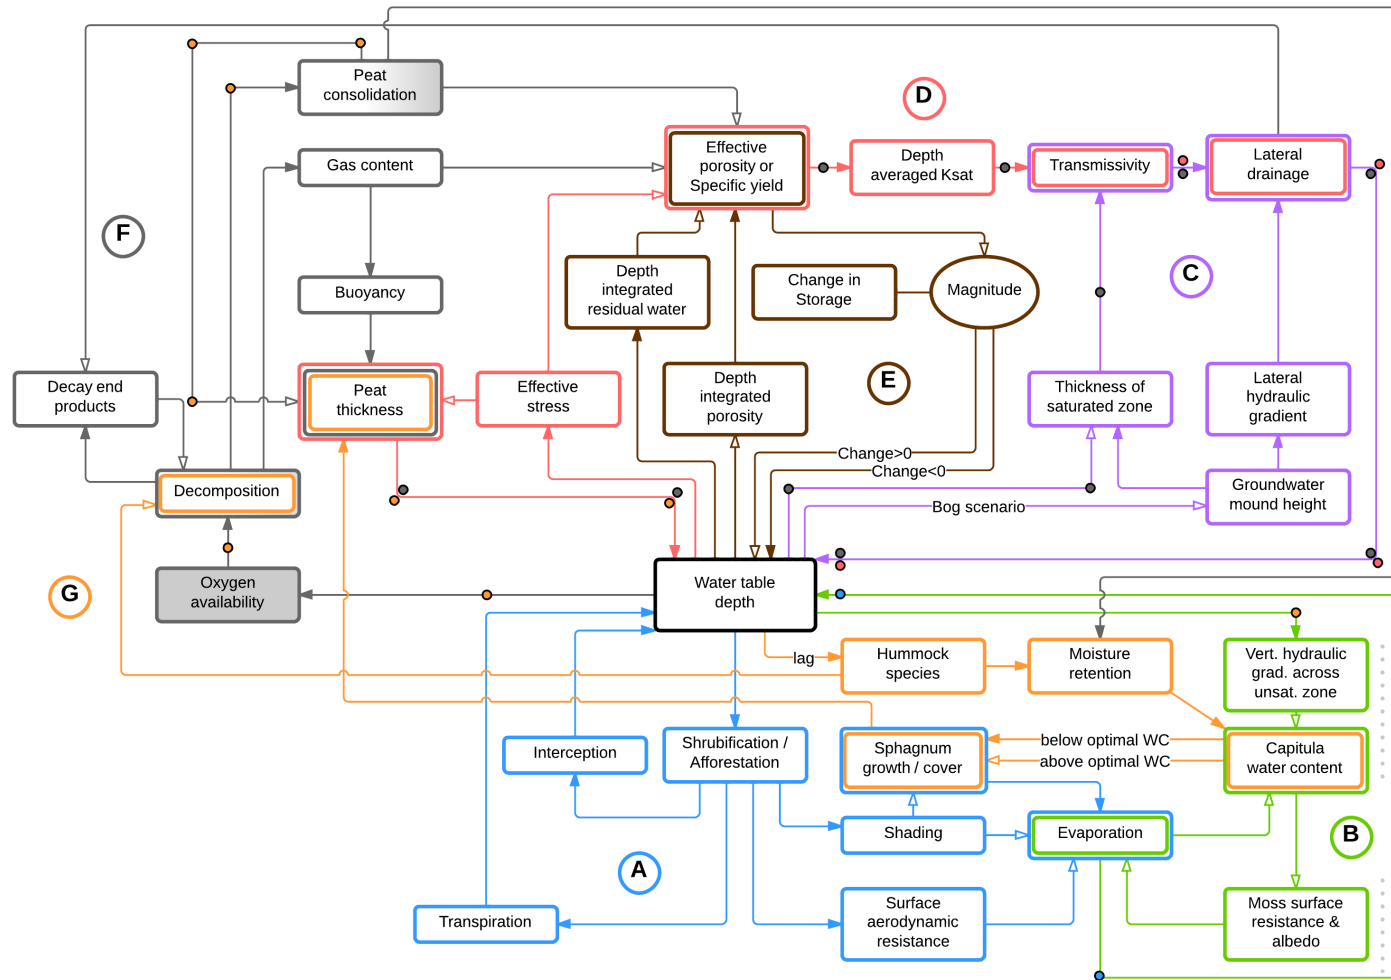 Peat
consolidation
D
Gas content
Effective
porosity or
Specific yield
Depth
averaged Ksat
Transmissivity
Lateral
drainage
F
Buoyancy
Depth
integrated
residual water
Change in
Storage
Magnitude
C
Decay end
products
Peat
thickness
Effective
stress
Depth
integrated
porosity
E
Thickness of
saturated zone
Lateral
hydraulic
gradient
Change>0
Change<0
Decomposition
Groundwater
mound height
Bog scenario
G
Oxygen
availability
Water table
depth
lag
Hummock
species
Moisture
retention
Vert. hydraulic
grad. across
unsat. zone
Interception
Shrubification /
Afforestation
Sphagnum
growth / cover
below optimal WC
above optimal WC
Capitula
water content
Shading
Evaporation
B
A
Transpiration
Surface
aerodynamic
resistance
Moss surface
resistance &
albedo